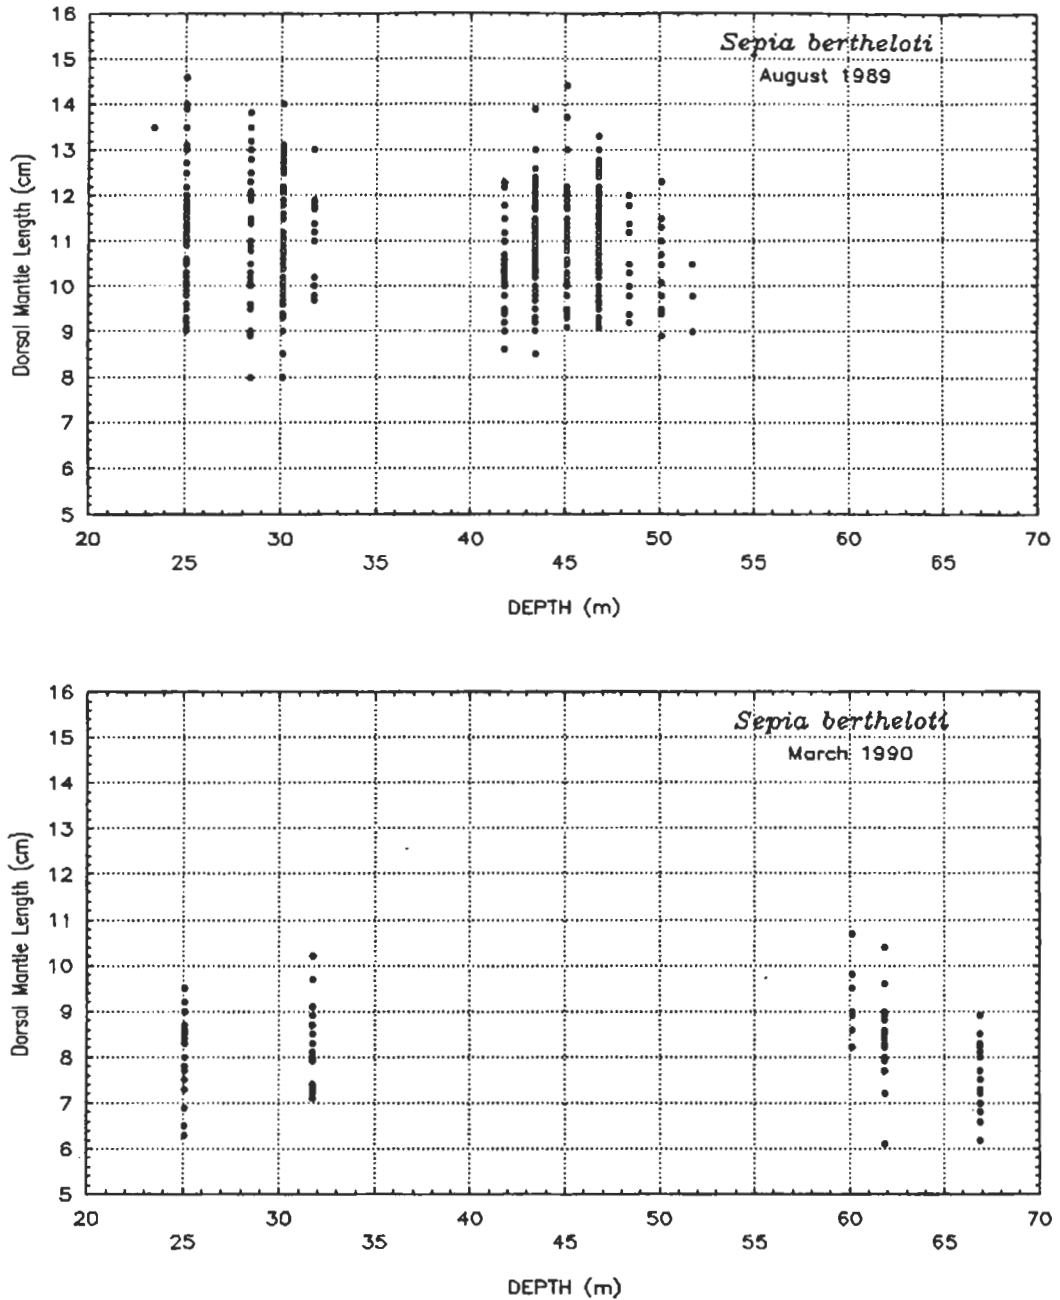 16
Sepia bertheloti
August 1989
15
14
13
12
11
10
9
8
7
6
5
Dorsal Mantle Length (cm)
20 30 40 50 60 70
25 35 45 55 65
DEPTH (m)
16
Sepia bertheloti
March 1990
15
14
13
12
11
10
9
8
7
6
5
Dorsal Mantle Length (cm)
20 30 40 50 60 70
25 35 45 55 65
DEPTH (m)